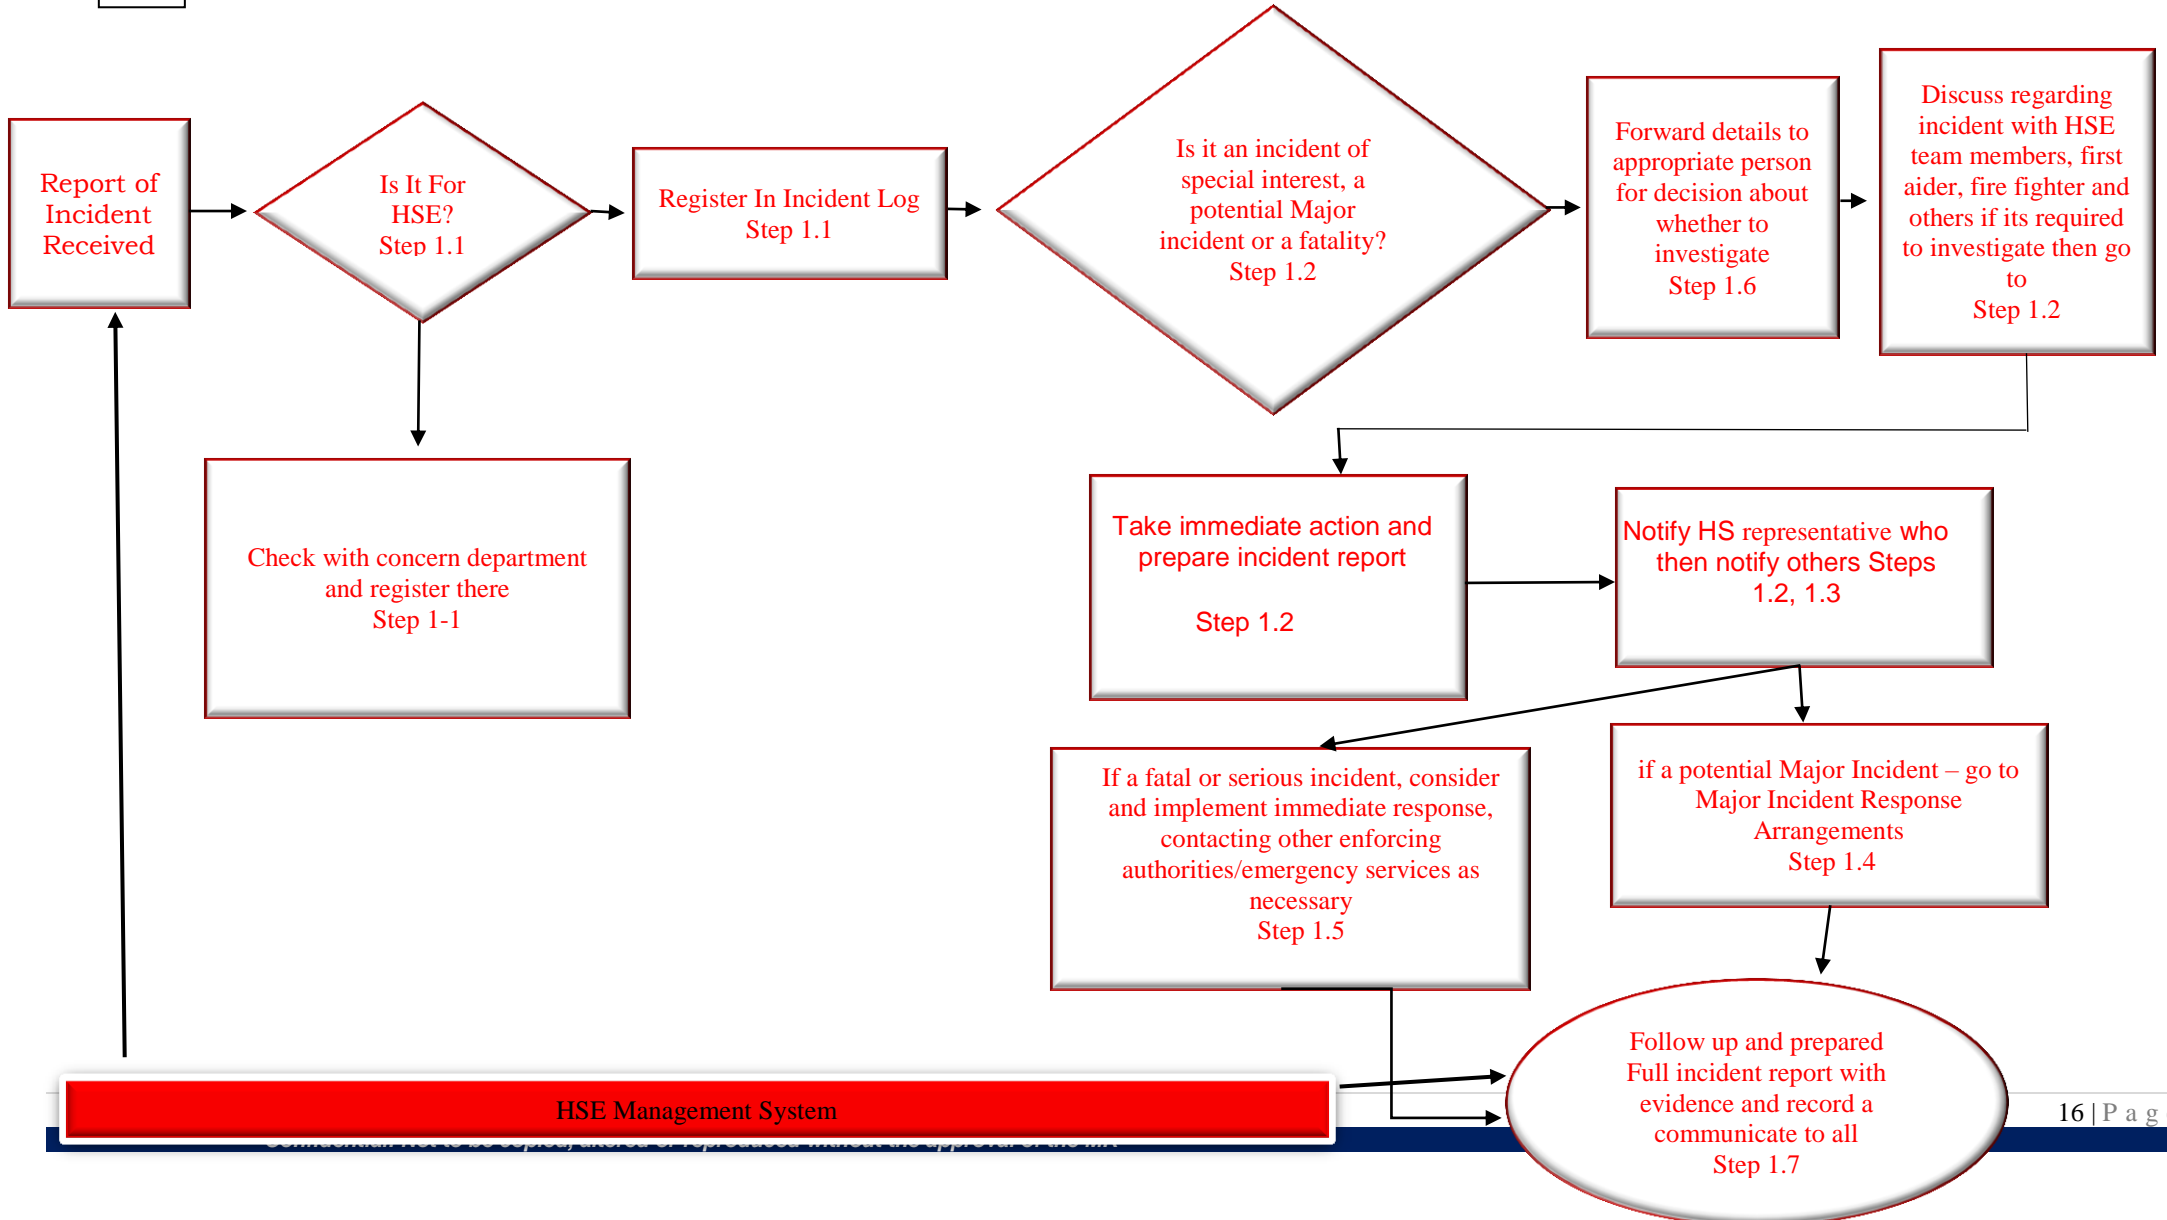 Report of
Incident
Received
Is It For
HSE?
Step 1.1
Register In Incident Log
Step 1.1
Is it an incident of
special interest, a
potential Major
incident or a fatality?
Step 1.2
Forward details to
appropriate person
for decision about
whether to
investigate
Step 1.6
Discuss regarding
incident with HSE
team members, first
aider, fire fighter and
others if its required
to investigate then go
to
Step 1.2
Check with concern department
and register there
Step 1-1
Take immediate action and
prepare incident report
Step 1.2
Notify HS representative who
then notify others Steps
1.2, 1.3
If a fatal or serious incident, consider
and implement immediate response,
contacting other enforcing
authorities/emergency services as
necessary
Step 1.5
if a potential Major Incident – go to
Major Incident Response
Arrangements
Step 1.4
Follow up and prepared
Full incident report with
evidence and record a
communicate to all
Step 1.7
HSE Management System
16 | P a g